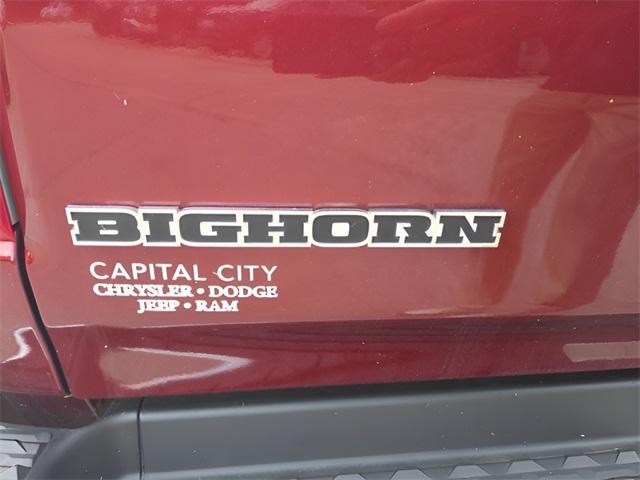 BIGHORN
CAPITAL CITY
CHRYSLER • DODGE
JEEP • RAM